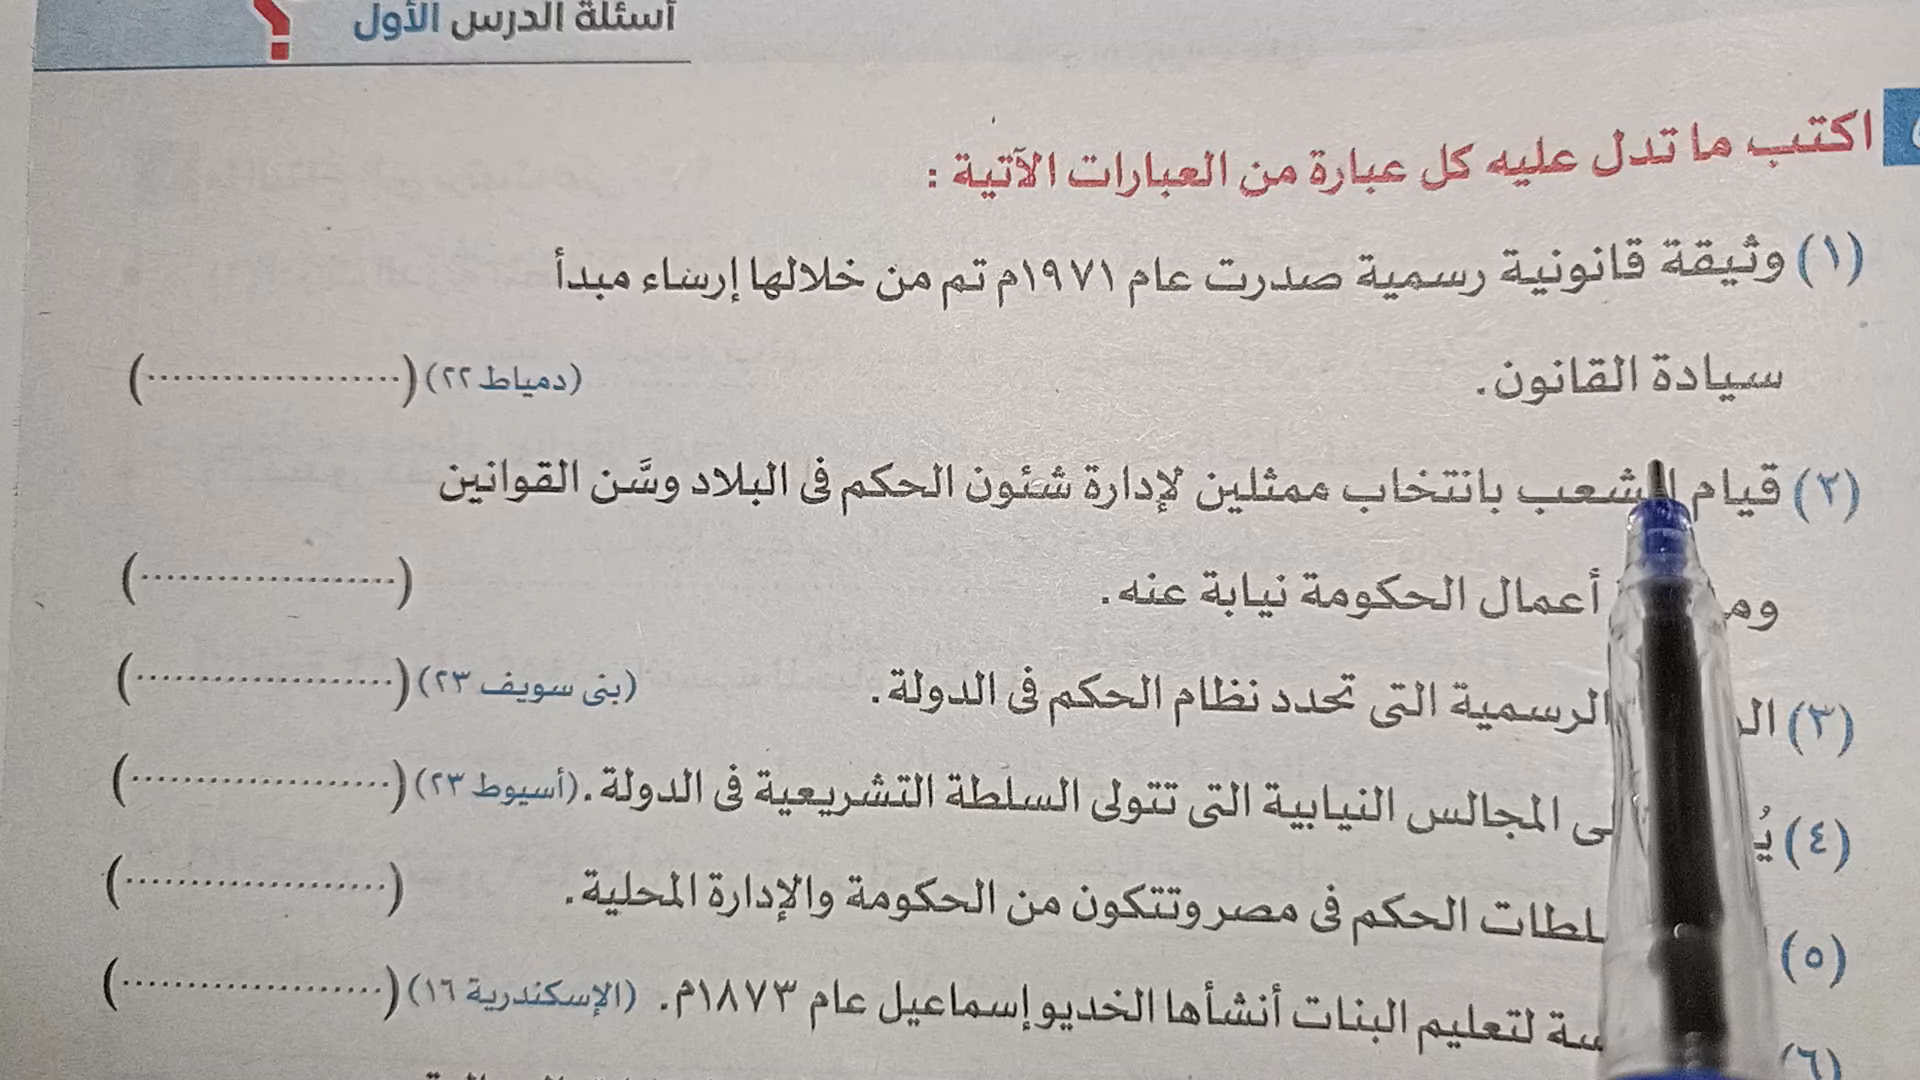 أسئلة الدرس الأول
اكتب ما تدل عليه كل عبارة من العبارات الآتية :
(١) وثيقة قانونية رسمية صدرت عام ١٩٧١م تم من خلالها إرساء مبدأ
سيادة القانون. (دمياط ٢٢) (....................)
(٢) قيام الشعب بانتخاب ممثلين لإدارة شئون الحكم فى البلاد وسَّن القوانين
أعمال الحكومة نيابة عنه. (....................)
(٣) الرسمية التى تحدد نظام الحكم فى الدولة. (بنى سويف ٢٣) (....................)
(٤) المجالس النيابية التى تتولى السلطة التشريعية فى الدولة. (أسيوط ٢٣) (....................)
(٥) الحكم فى مصر وتتكون من الحكومة والإدارة المحلية. (....................)
(٦) لتعليم البنات أنشأها الخديو إسماعيل عام ١٨٧٣م. (الإسكندرية ١٦) (....................)